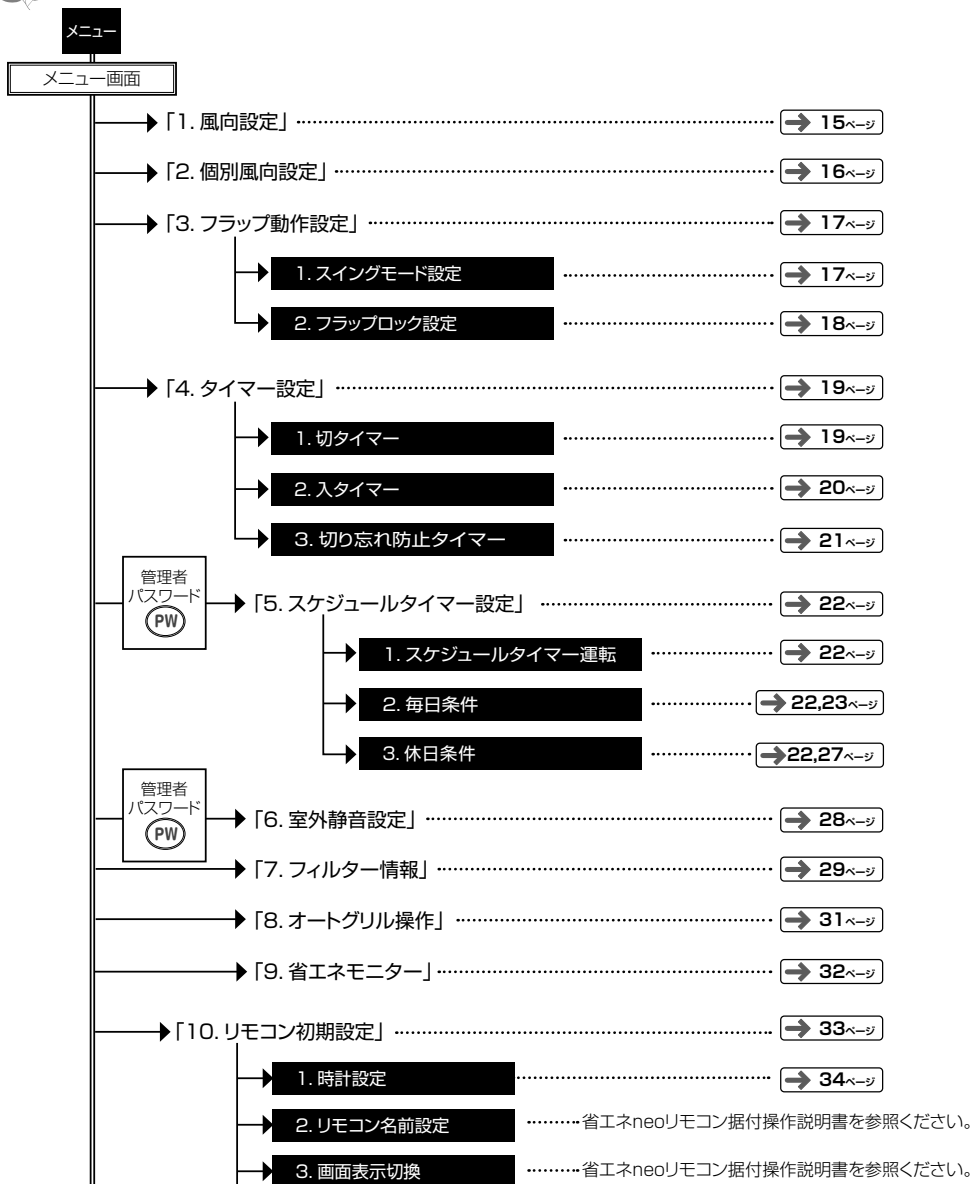 メニュー
メニュー画面
「1. 風向設定」 15ページ
「2. 個別風向設定」 16ページ
「3. フラップ動作設定」 17ページ
1. スイングモード設定 17ページ
2. フラップロック設定 18ページ
「4. タイマー設定」 19ページ
1. 切タイマー 19ページ
2. 入タイマー 20ページ
3. 切り忘れ防止タイマー 21ページ
管理者
パスワード
PW
「5. スケジュールタイマー設定」 22ページ
1. スケジュールタイマー運転 22ページ
2. 毎日条件 22,23ページ
3. 休日条件 22,27ページ
管理者
パスワード
PW
「6. 室外静音設定」 28ページ
「7. フィルター情報」 29ページ
「8. オートグリル操作」 31ページ
「9. 省エネモニター」 32ページ
「10. リモコン初期設定」 33ページ
1. 時計設定 34ページ
2. リモコン名前設定 省エネneoリモコン据付操作説明書を参照ください。
3. 画面表示切換 省エネneoリモコン据付操作説明書を参照ください。